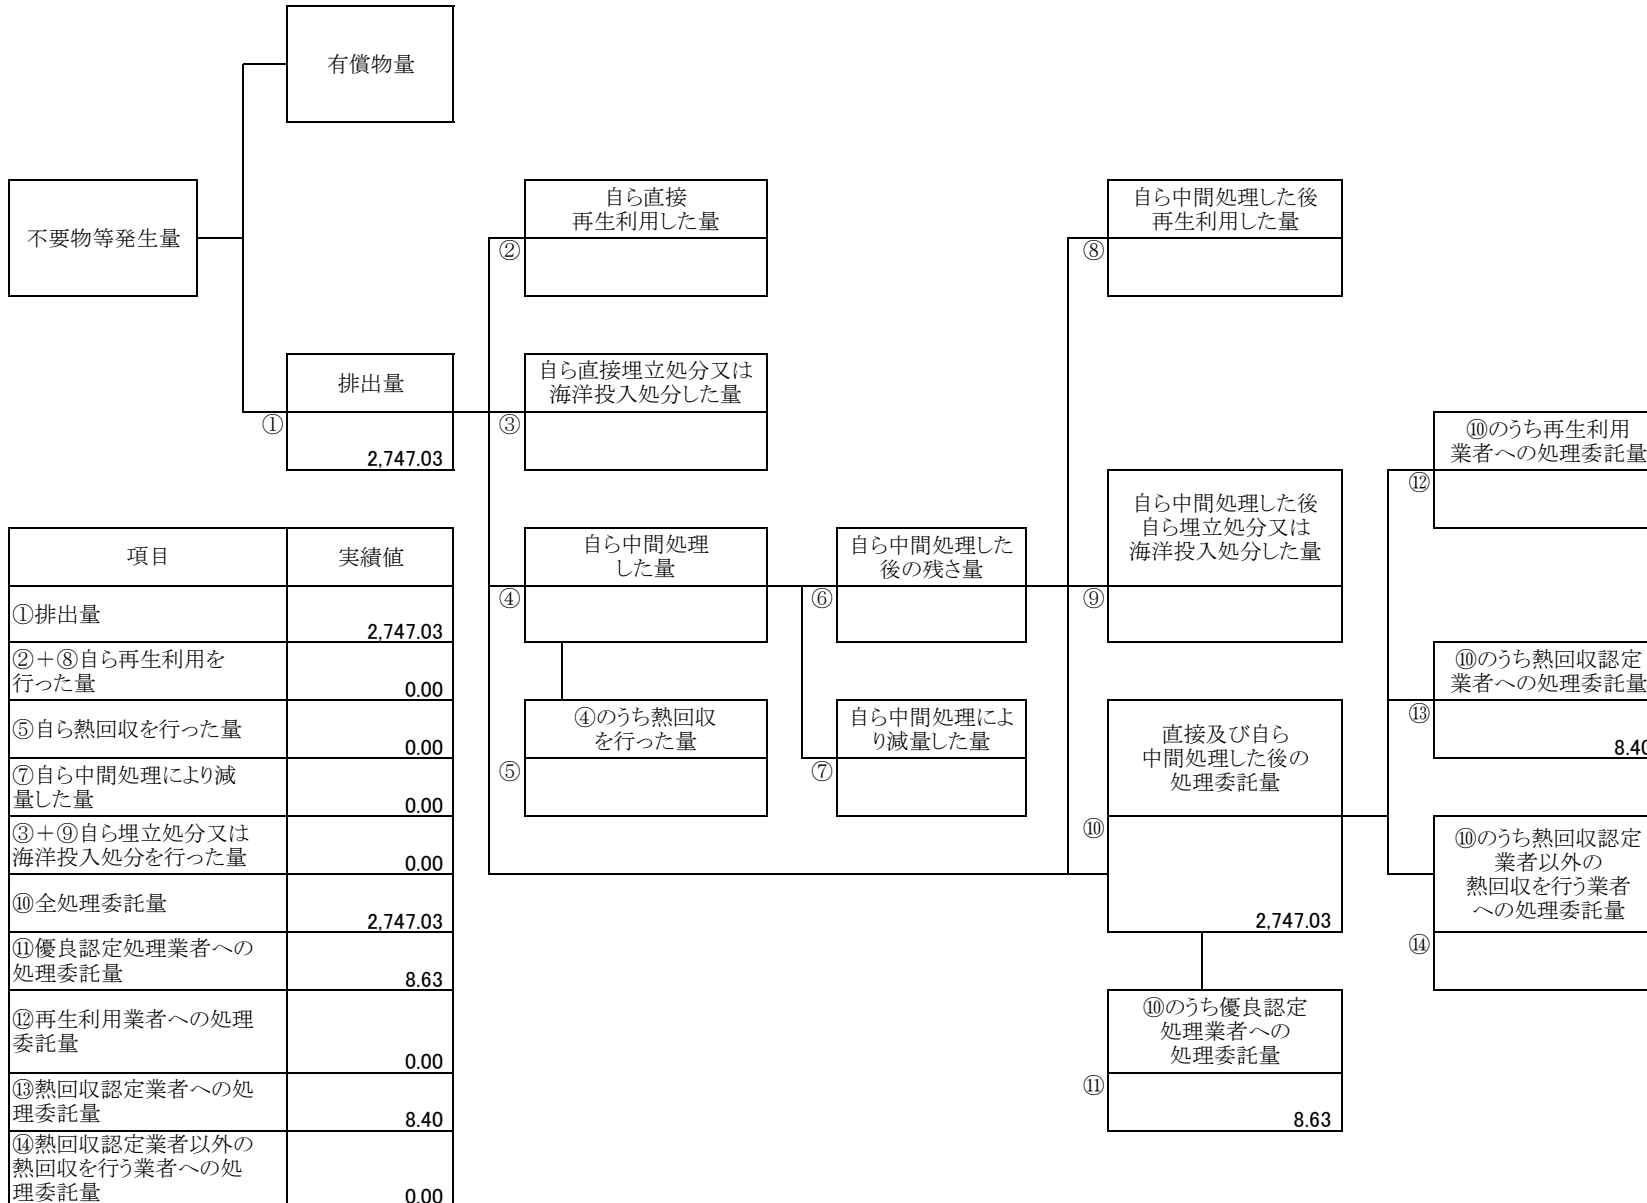 有償物量
不要物等発生量
自ら直接
再生利用した量
②
自ら中間処理した後
再生利用した量
⑧
排出量
①
2,747.03
自ら直接埋立処分又は
海洋投入処分した量
③
⑩のうち再生利用
業者への処理委託量
⑫
自ら中間処理
した量
④
自ら中間処理した
後の残さ量
⑥
自ら中間処理した後
自ら埋立処分又は
海洋投入処分した量
⑨
⑩のうち熱回収認定
業者への処理委託量
⑬
8.40
④のうち熱回収
を行った量
⑤
自ら中間処理によ
り減量した量
⑦
直接及び自ら
中間処理した後の
処理委託量
⑩
2,747.03
⑩のうち熱回収認定
業者以外の
熱回収を行う業者
への処理委託量
⑭
⑩のうち優良認定
処理業者への
処理委託量
⑪
8.63
項目 実績値
①排出量 2,747.03
②＋⑧自ら再生利用を
行った量 0.00
⑤自ら熱回収を行った量 0.00
⑦自ら中間処理により減
量した量 0.00
③＋⑨自ら埋立処分又は
海洋投入処分を行った量 0.00
⑩全処理委託量 2,747.03
⑪優良認定処理業者への
処理委託量 8.63
⑫再生利用業者への処理
委託量 0.00
⑬熱回収認定業者への処
理委託量 8.40
⑭熱回収認定業者以外の
熱回収を行う業者への処
理委託量 0.00